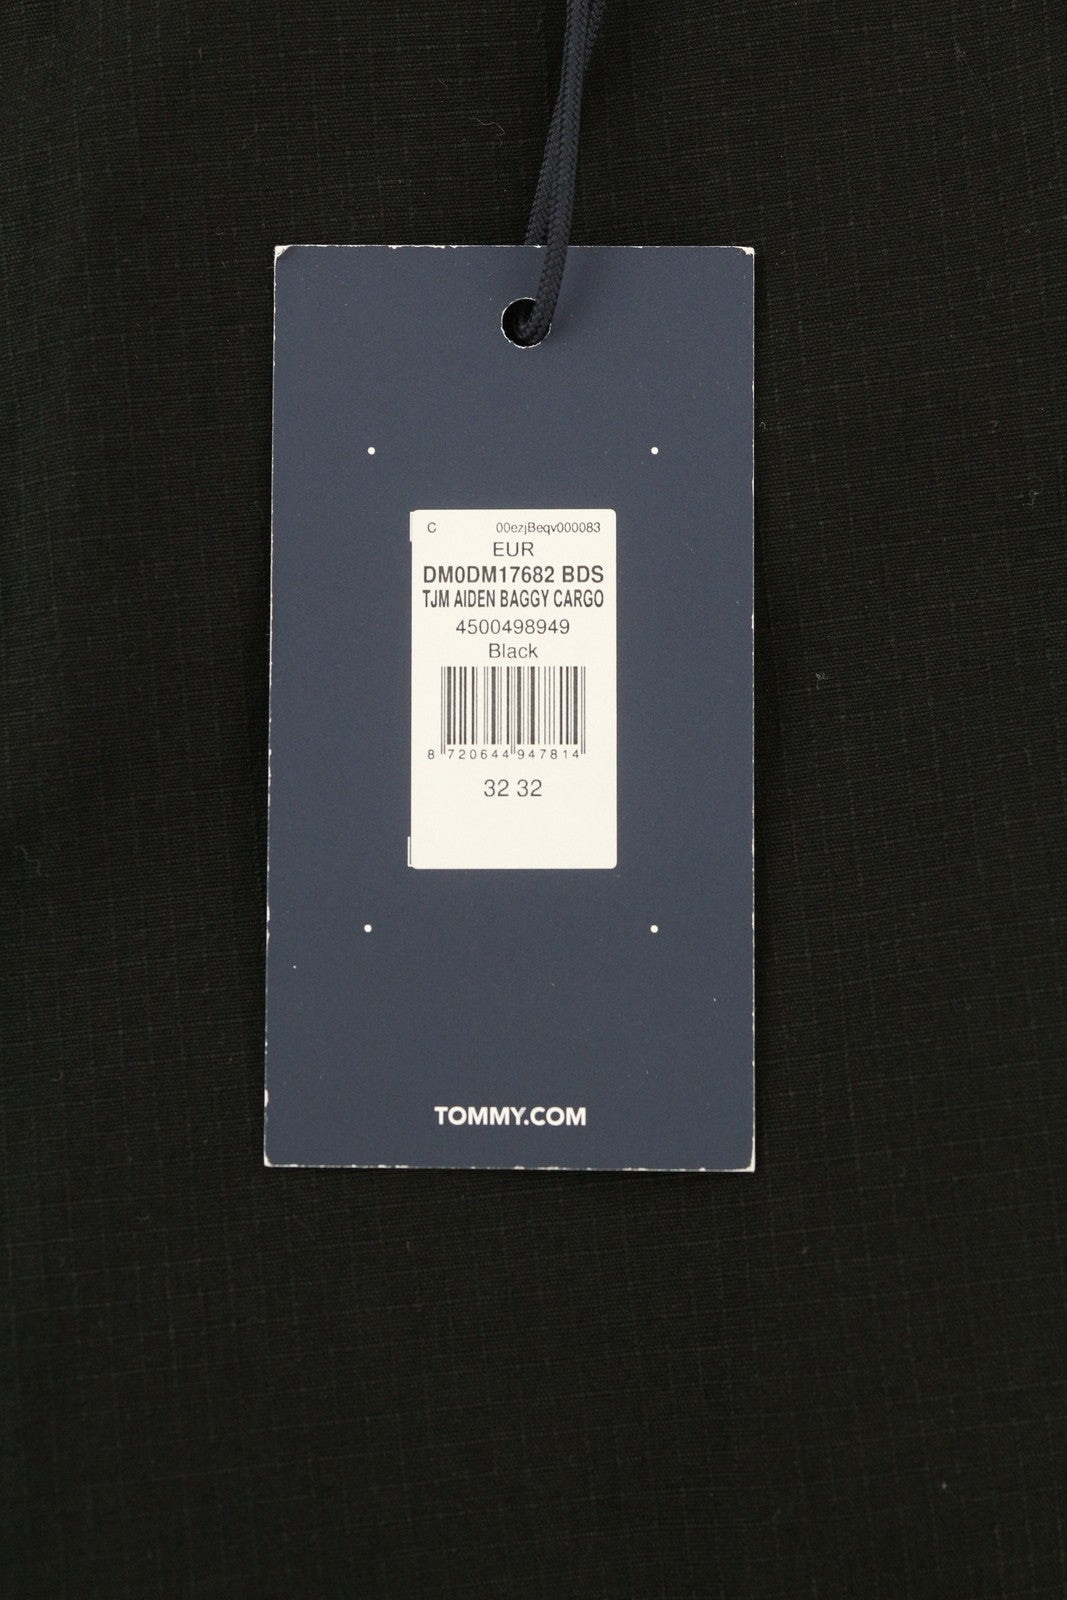 C 00ezjBeqv000083
EUR
DM0DM17682 BDS
TJM AIDEN BAGGY CARGO
4500498949
Black
8 720644 947814
32 32
TOMMY.COM